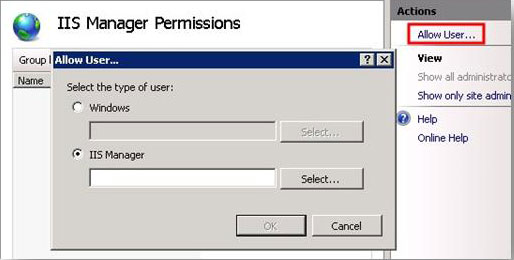 IIS Manager Permissions
Group
Name
Allow User...
Select the type of user:
Windows
Select...
IIS Manager
Select...
OK
Cancel
Actions
Allow User...
View
Show all administrato
Show only site admin
Help
Online Help